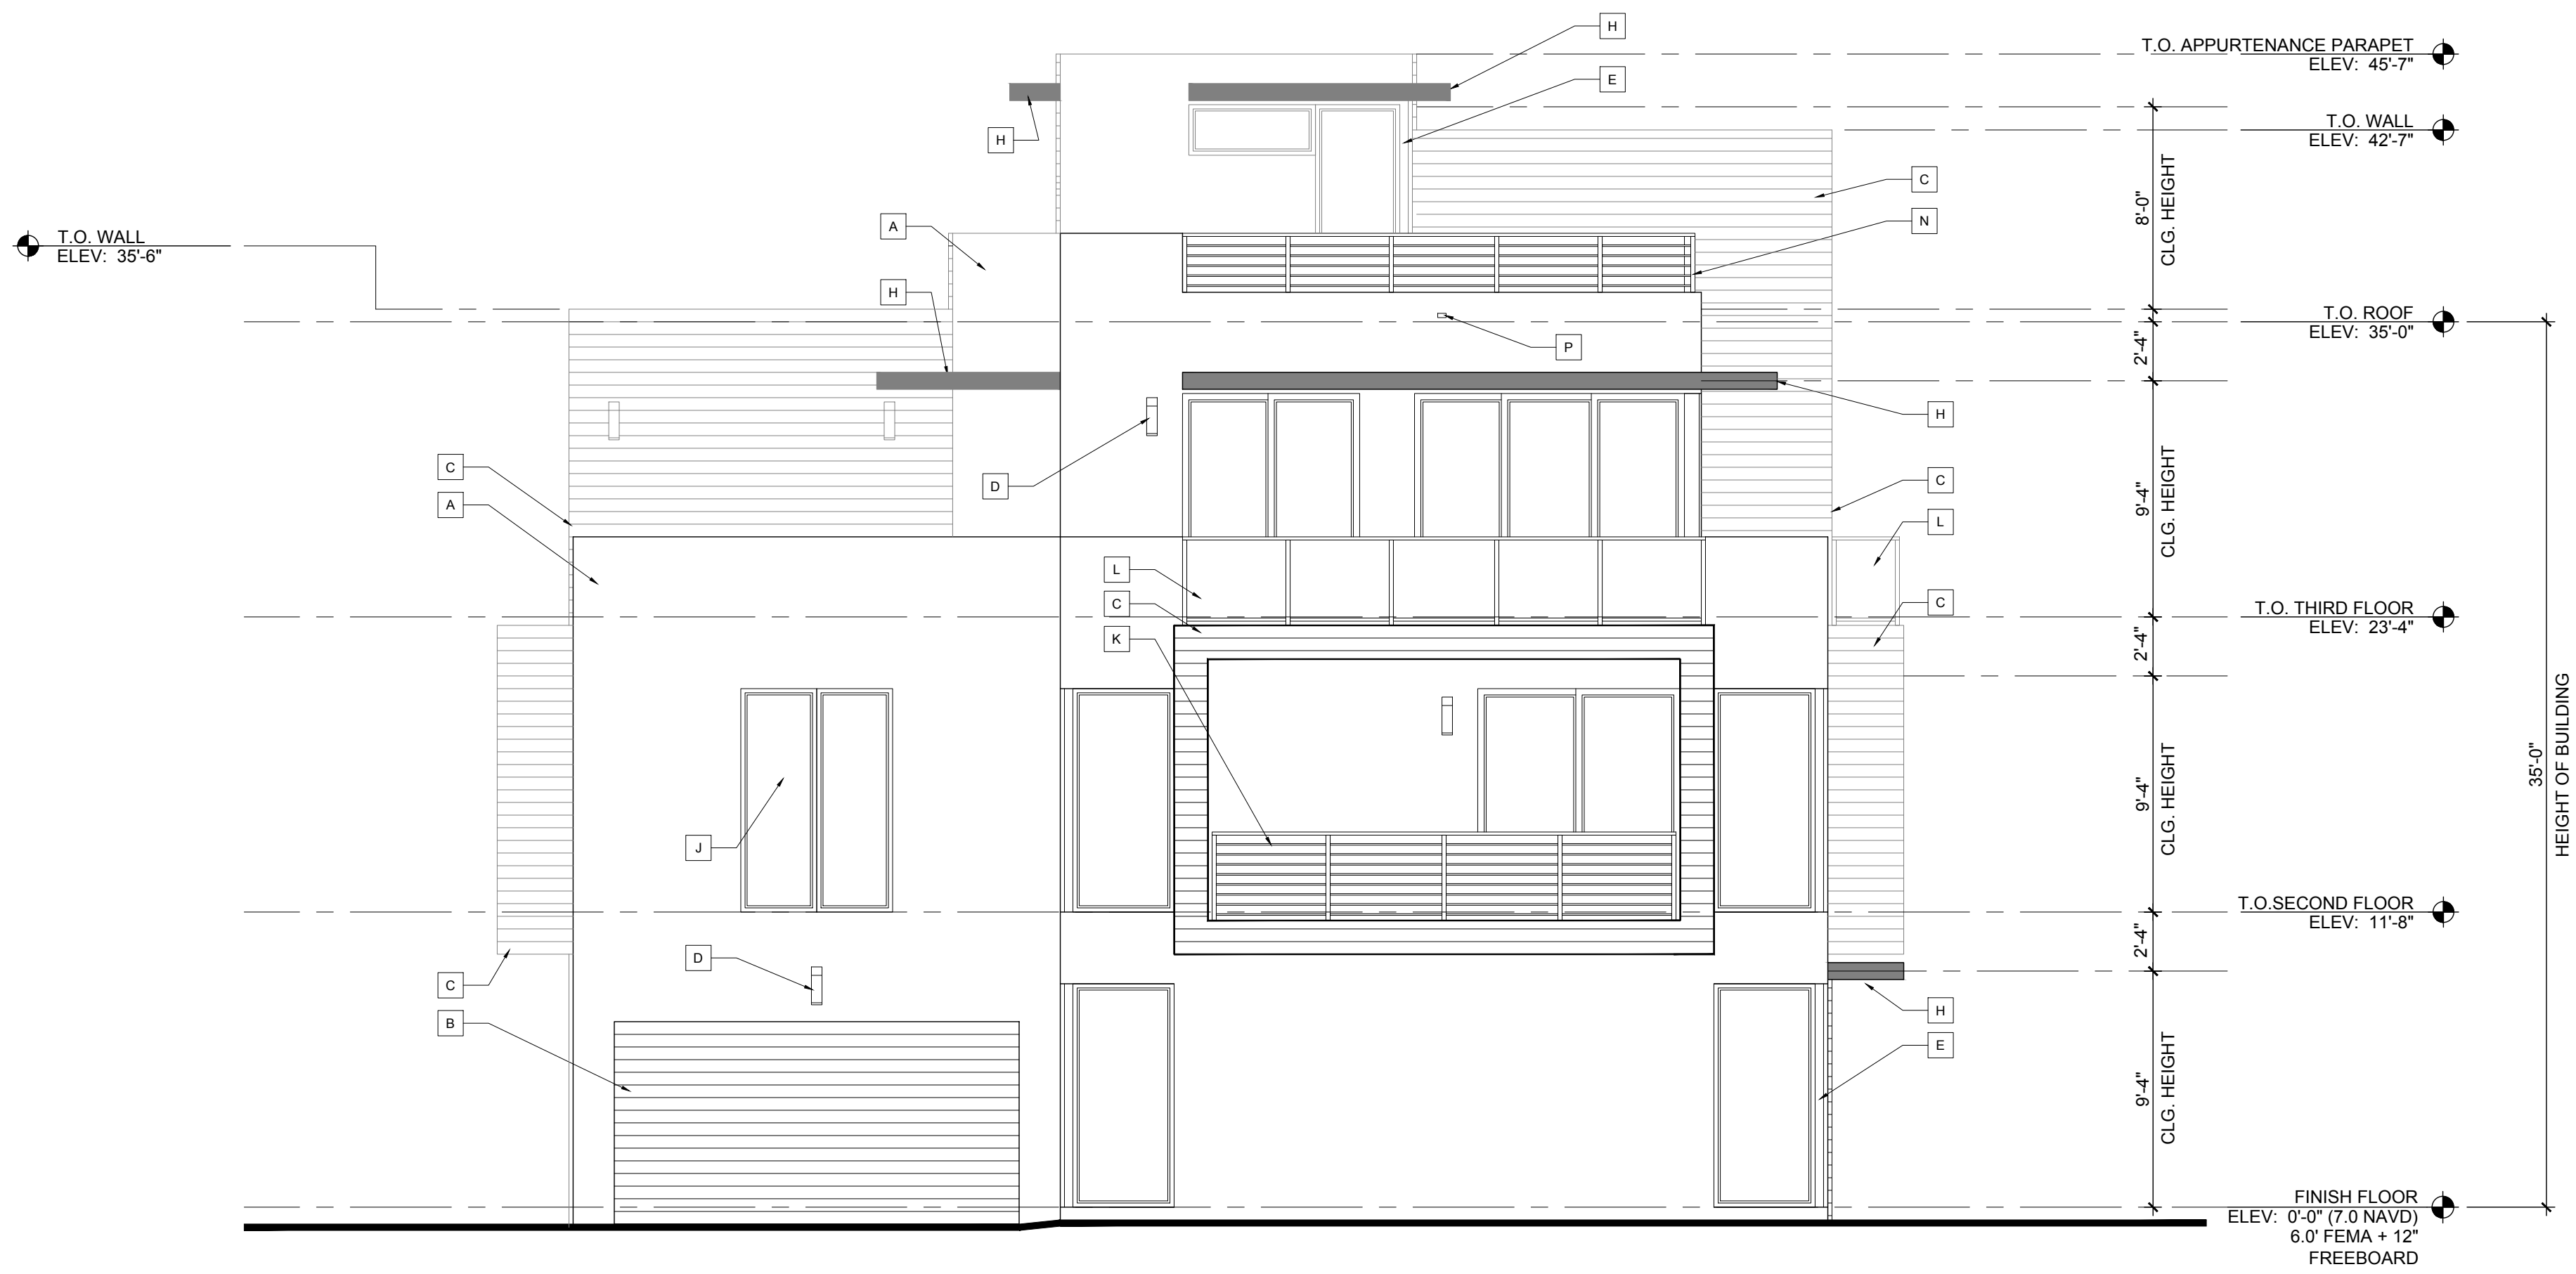 H
T.O. APPURTENANCE PARAPET
ELEV: 45'-7"
E
T.O. WALL
ELEV: 42'-7"
H
C
8'-0"
CLG. HEIGHT
A
N
T.O. WALL
ELEV: 35'-6"
H
T.O. ROOF
ELEV: 35'-0"
P
2'-4"
H
C
D
C
A
9'-4"
CLG. HEIGHT
L
L
C
C
T.O. THIRD FLOOR
ELEV: 23'-4"
K
2'-4"
35'-0"
HEIGHT OF BUILDING
J
9'-4"
CLG. HEIGHT
T.O.SECOND FLOOR
ELEV: 11'-8"
D
2'-4"
C
H
B
E
9'-4"
CLG. HEIGHT
FINISH FLOOR
ELEV: 0'-0" (7.0 NAVD)
6.0' FEMA + 12"
FREEBOARD